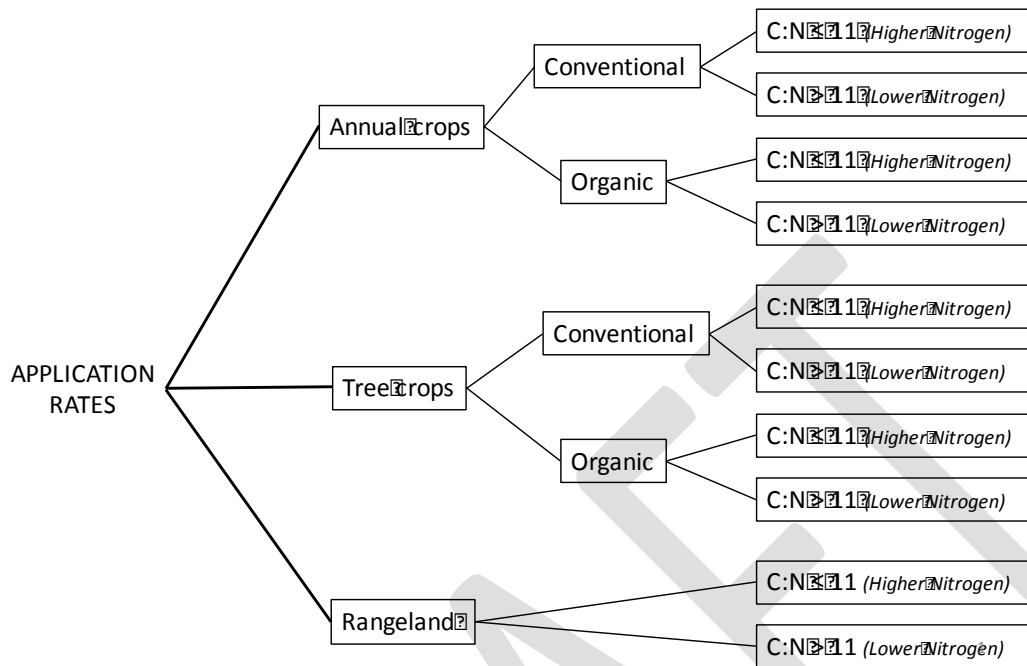 APPLICATION
RATES
Annual crops
Conventional
C:N < 11 (Higher Nitrogen)
C:N > 11 (Lower Nitrogen)
Organic
C:N < 11 (Higher Nitrogen)
C:N > 11 (Lower Nitrogen)
Tree crops
Conventional
C:N < 11 (Higher Nitrogen)
C:N > 11 (Lower Nitrogen)
Organic
C:N < 11 (Higher Nitrogen)
C:N > 11 (Lower Nitrogen)
Rangeland
C:N < 11 (Higher Nitrogen)
C:N > 11 (Lower Nitrogen)